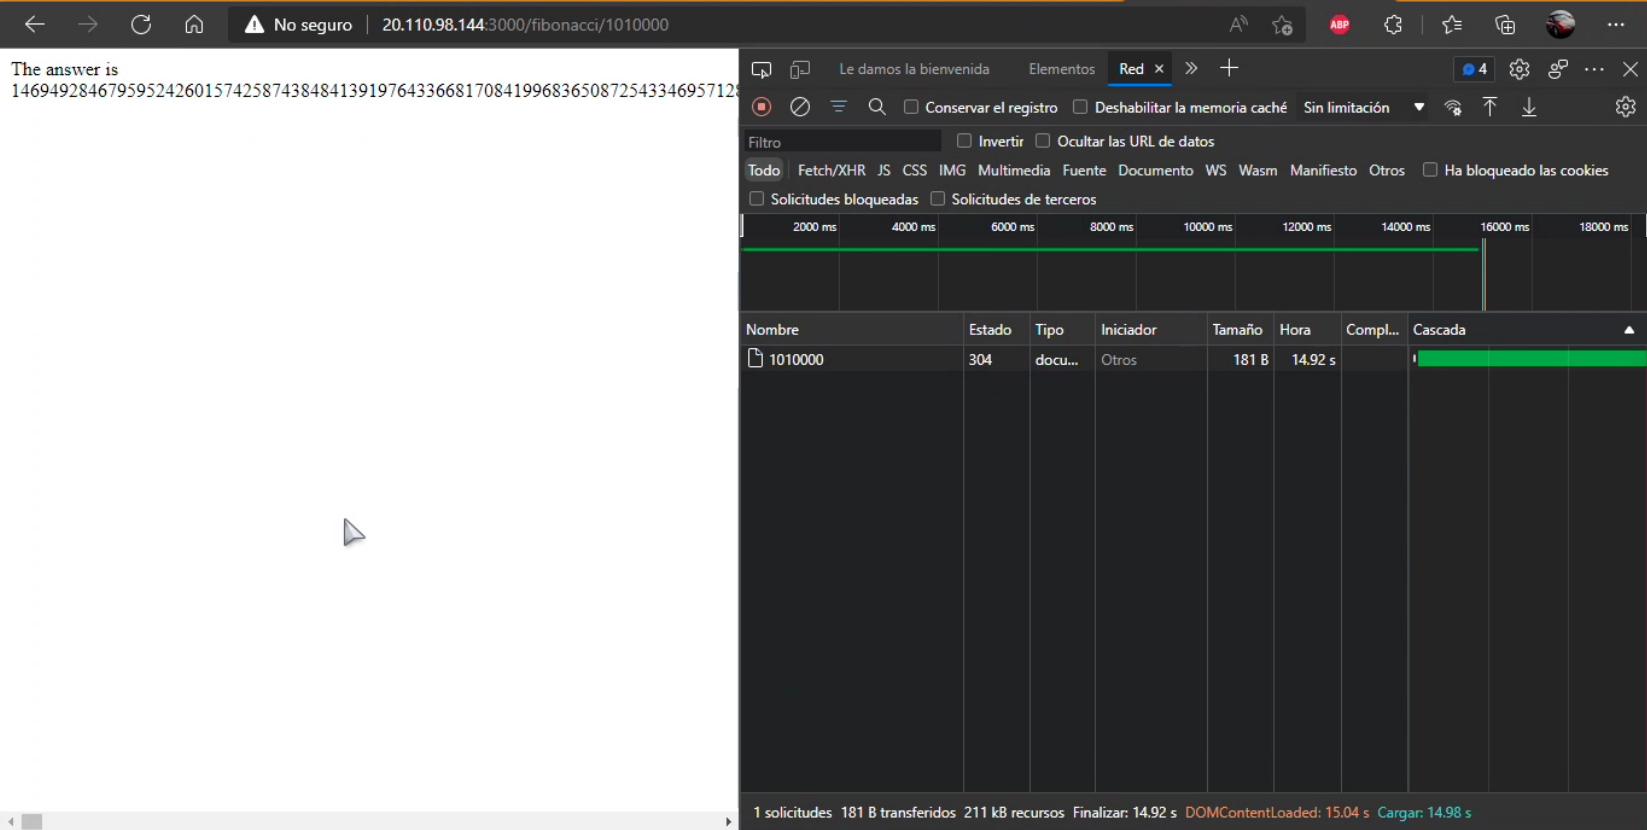 No seguro 20.110.98.144:3000/fibonacci/1010000 A ABP
The answer is
Le damos la bienvenida Elementos Red 4
Conservar el registro Deshabilitar la memoria caché Sin limitación
Filtro Invertir Ocultar las URL de datos
Todo Fetch/XHR JS CSS IMG Multimedia Fuente Documento WS Wasm Manifiesto Otros Ha bloqueado las cookies
Solicitudes bloqueadas Solicitudes de terceros
2000 ms 4000 ms 6000 ms 8000 ms 10000 ms 12000 ms 14000 ms 16000 ms 18000 ms
Nombre Estado Tipo Iniciador Tamaño Hora Compl... Cascada
1010000 304 docu... Otros 181 B 14.92 s
1 solicitudes 181 B transferidos 211 kB recursos Finalizar: 14.92 s DOMContentLoaded: 15.04 s Cargar: 14.98 s